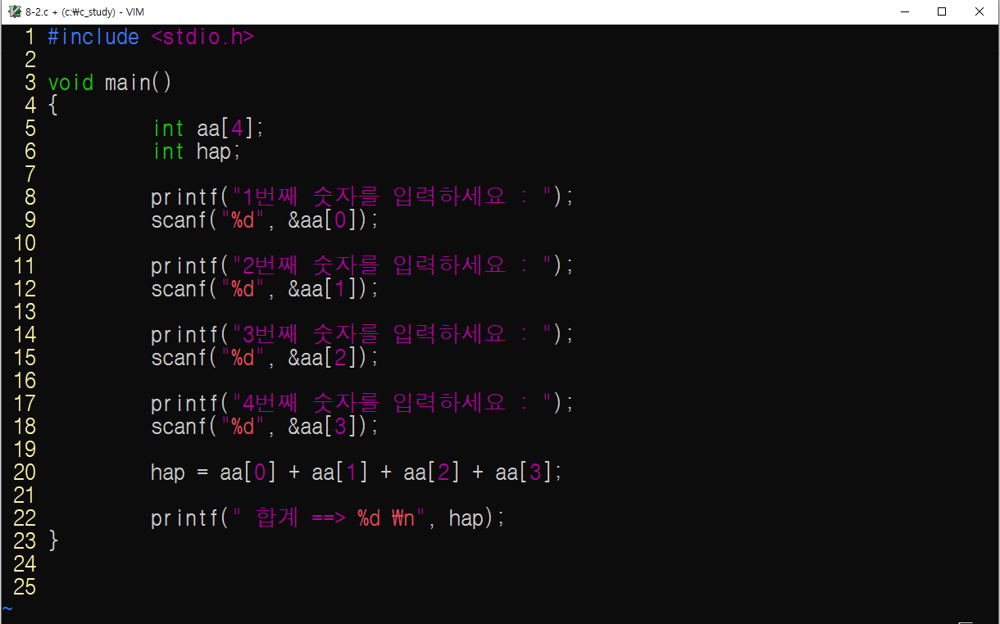 8-2.c + (c:₩c_study) - VIM
1 #include <stdio.h>
2
3 void main()
4 {
5 int aa[4];
6 int hap;
7
8 printf("1번째 숫자를 입력하세요 : ");
9 scanf("%d", &aa[0]);
10
11 printf("2번째 숫자를 입력하세요 : ");
12 scanf("%d", &aa[1]);
13
14 printf("3번째 숫자를 입력하세요 : ");
15 scanf("%d", &aa[2]);
16
17 printf("4번째 숫자를 입력하세요 : ");
18 scanf("%d", &aa[3]);
19
20 hap = aa[0] + aa[1] + aa[2] + aa[3];
21
22 printf(" 합계 ==> %d ₩n", hap);
23 }
24
25
~